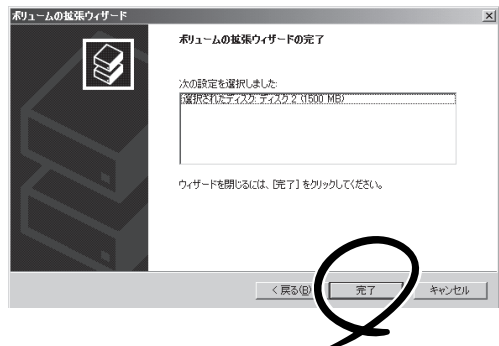 ボリュームの拡張ウィザード
ボリュームの拡張ウィザードの完了
次の設定を選択しました:
選択されたディスク: ディスク 2 (1500 MB)
ウィザードを閉じるには、[完了] をクリックしてください。
< 戻る(B)
完了
キャンセル